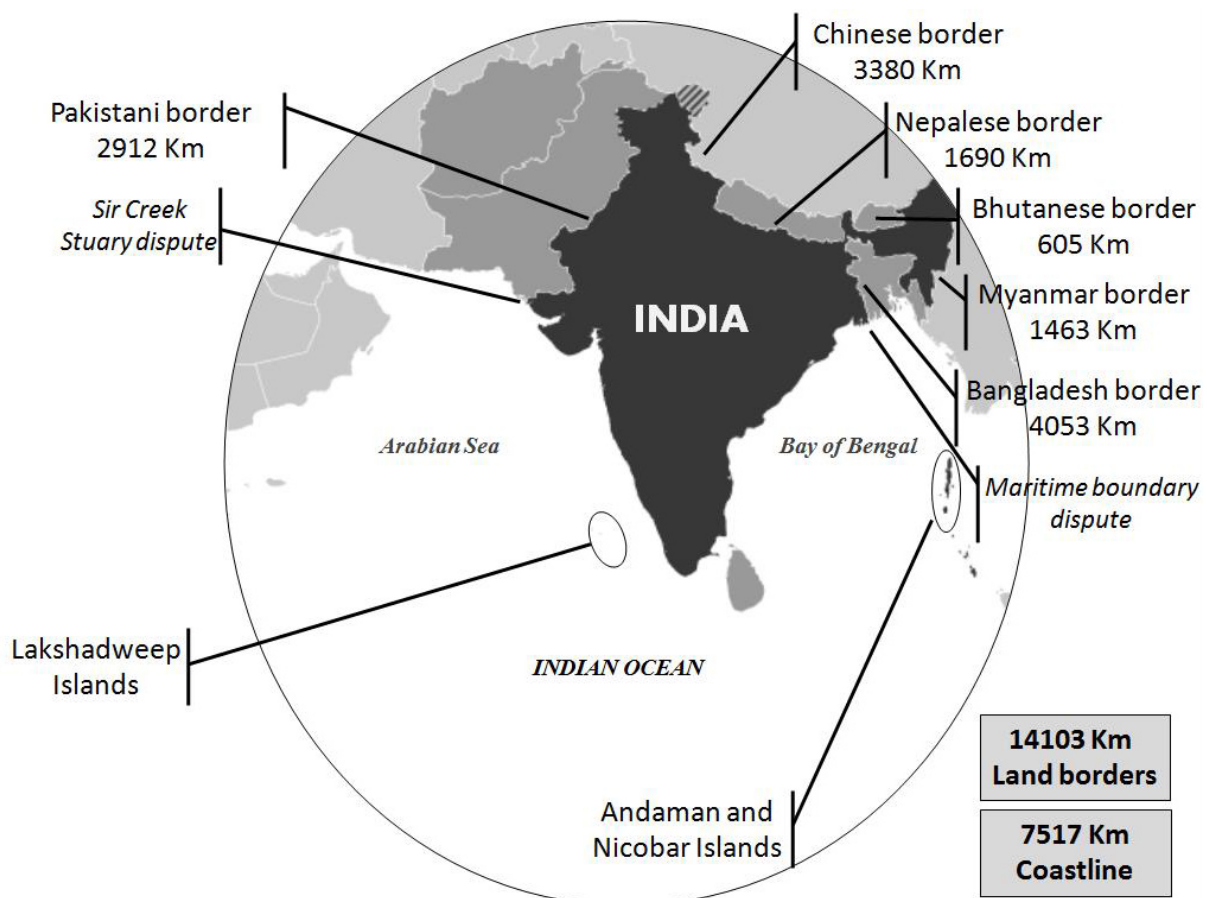 Chinese border
3380 Km
Pakistani border
2912 Km
Nepalese border
1690 Km
Sir Creek
Stuary dispute
Bhutanese border
605 Km
Myanmar border
1463 Km
INDIA
Bangladesh border
4053 Km
Arabian Sea
Bay of Bengal
Maritime boundary
dispute
Lakshadweep
Islands
INDIAN OCEAN
14103 Km
Land borders
Andaman and
Nicobar Islands
7517 Km
Coastline